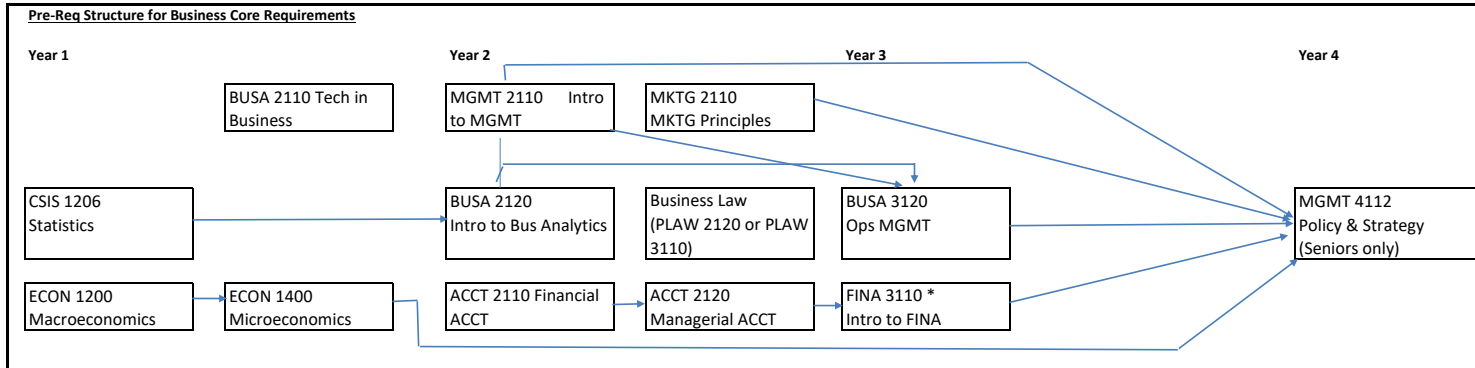 Pre-Req Structure for Business Core Requirements
Year 1
Year 2
Year 3
Year 4
BUSA 2110 Tech in
Business
MGMT 2110 Intro
to MGMT
MKTG 2110
MKTG Principles
CSIS 1206
Statistics
BUSA 2120
Intro to Bus Analytics
Business Law
(PLAW 2120 or PLAW
3110)
BUSA 3120
Ops MGMT
MGMT 4112
Policy & Strategy
(Seniors only)
ECON 1200
Macroeconomics
ECON 1400
Microeconomics
ACCT 2110 Financial
ACCT
ACCT 2120
Managerial ACCT
FINA 3110 *
Intro to FINA